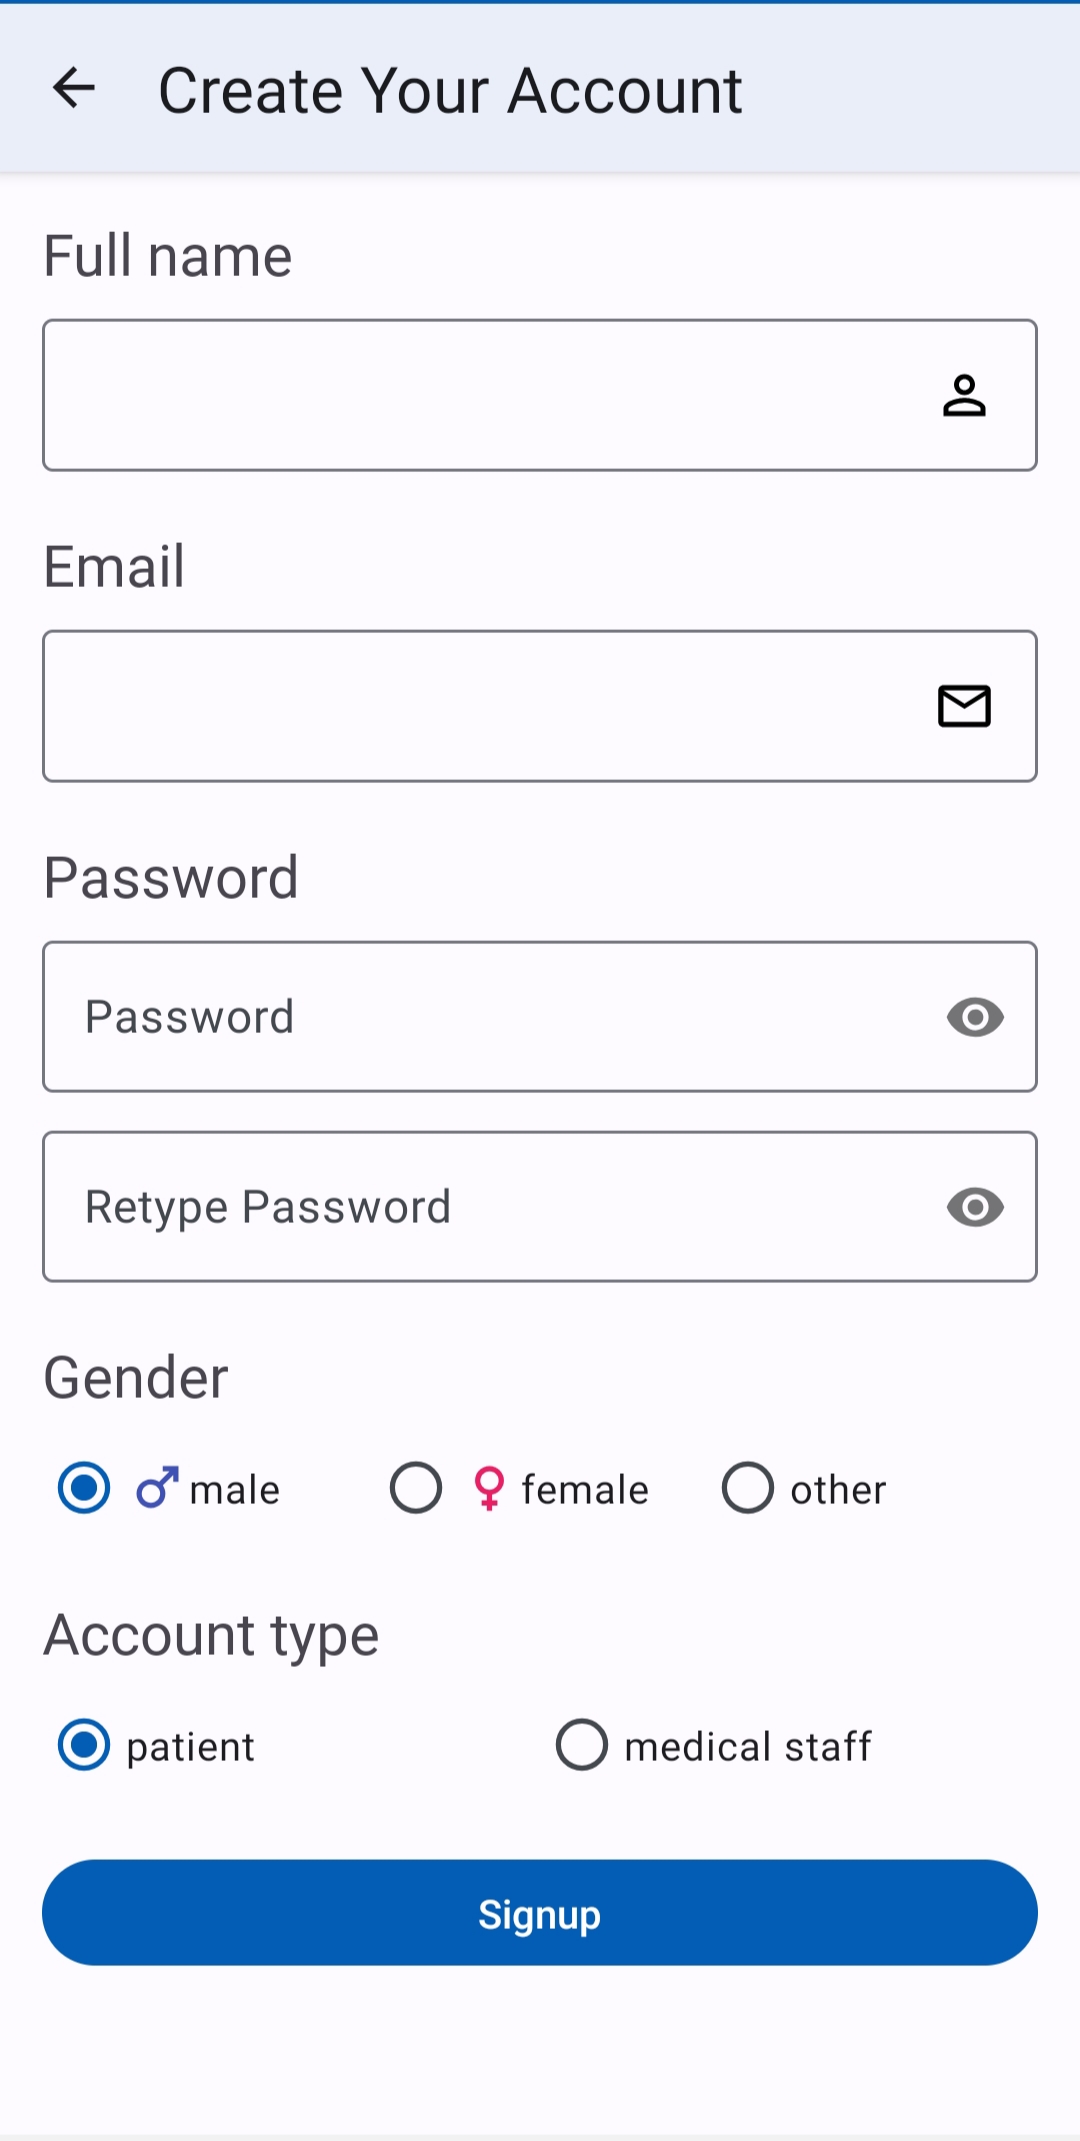 Create Your Account
Full name
Email
Password
Password
Retype Password
Gender
male female other
Account type
patient medical staff
Signup